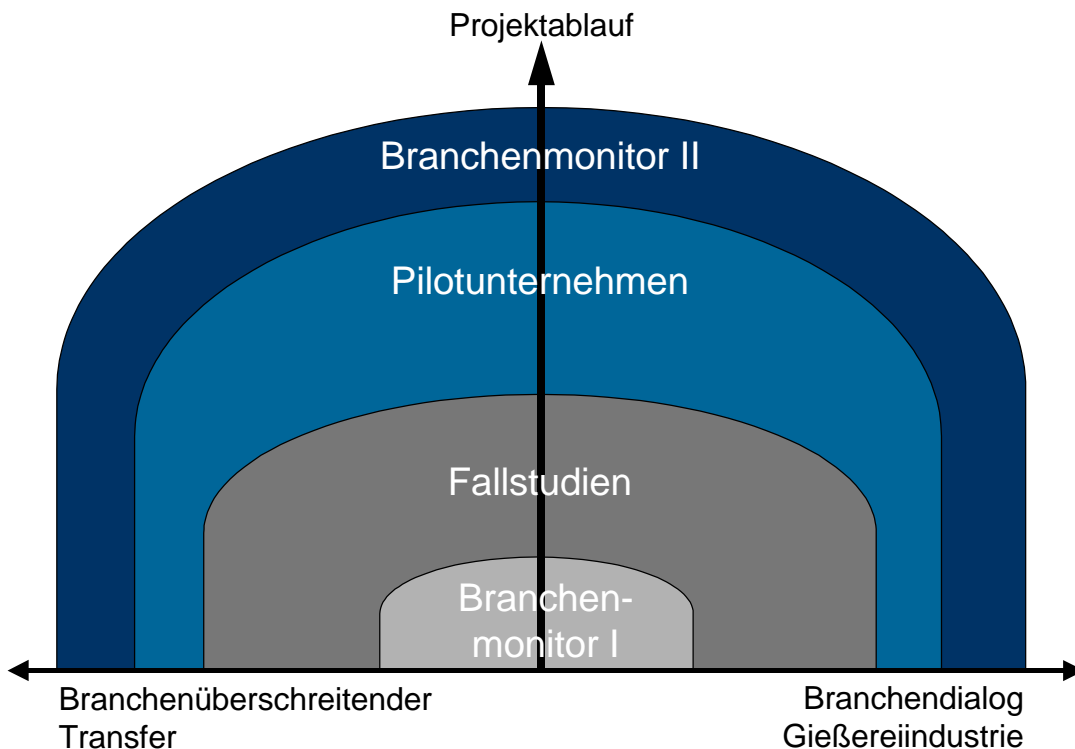 Projektablauf
Branchenmonitor II
Pilotunternehmen
Fallstudien
Branchen-
monitor I
Branchenüberschreitender
Transfer
Branchendialog
Gießereiindustrie